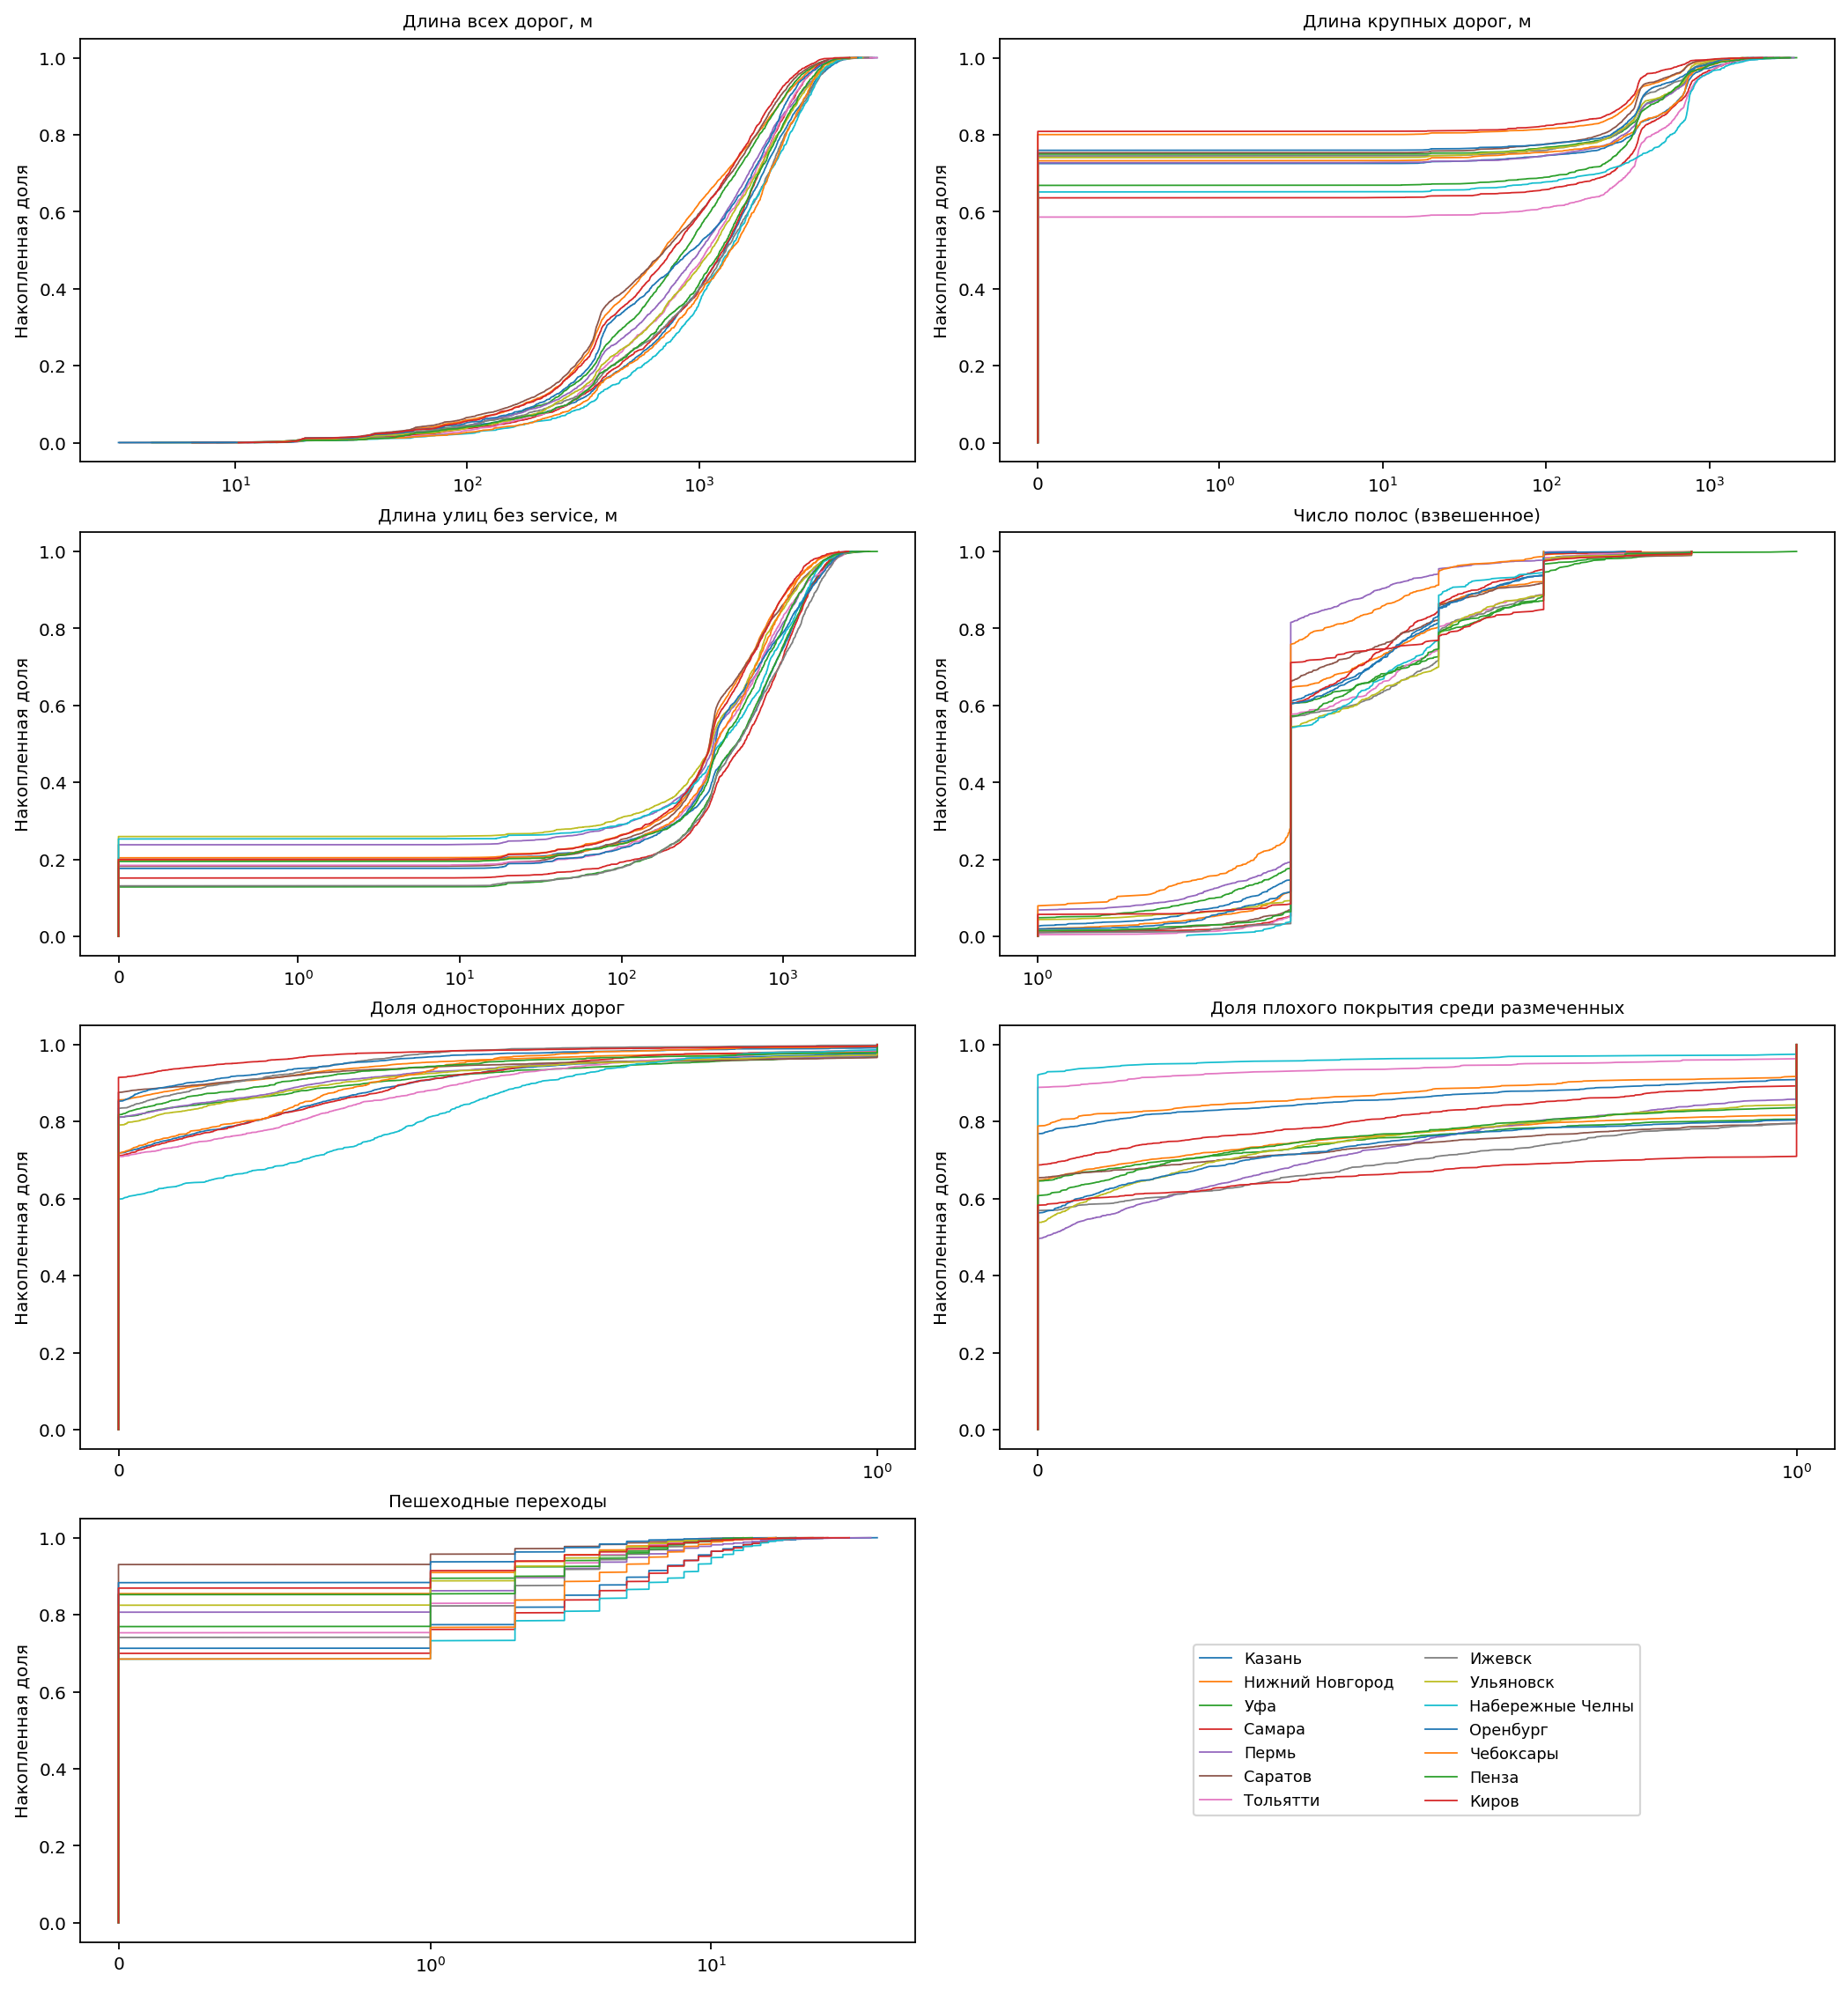 Длина всех дорог, м
Накопленная доля
1.0
0.8
0.6
0.4
0.2
0.0
10¹
10²
10³
Длина крупных дорог, м
Накопленная доля
1.0
0.8
0.6
0.4
0.2
0.0
0
10⁰
10¹
10²
10³
Длина улиц без service, м
Накопленная доля
1.0
0.8
0.6
0.4
0.2
0.0
0
10⁰
10¹
10²
10³
Число полос (взвешенное)
Накопленная доля
1.0
0.8
0.6
0.4
0.2
0.0
10⁰
Доля односторонних дорог
Накопленная доля
1.0
0.8
0.6
0.4
0.2
0.0
0
10⁰
Доля плохого покрытия среди размеченных
Накопленная доля
1.0
0.8
0.6
0.4
0.2
0.0
0
10⁰
Пешеходные переходы
Накопленная доля
1.0
0.8
0.6
0.4
0.2
0.0
0
10⁰
10¹
Казань
Нижний Новгород
Уфа
Самара
Пермь
Саратов
Тольятти
Ижевск
Ульяновск
Набережные Челны
Оренбург
Чебоксары
Пенза
Киров